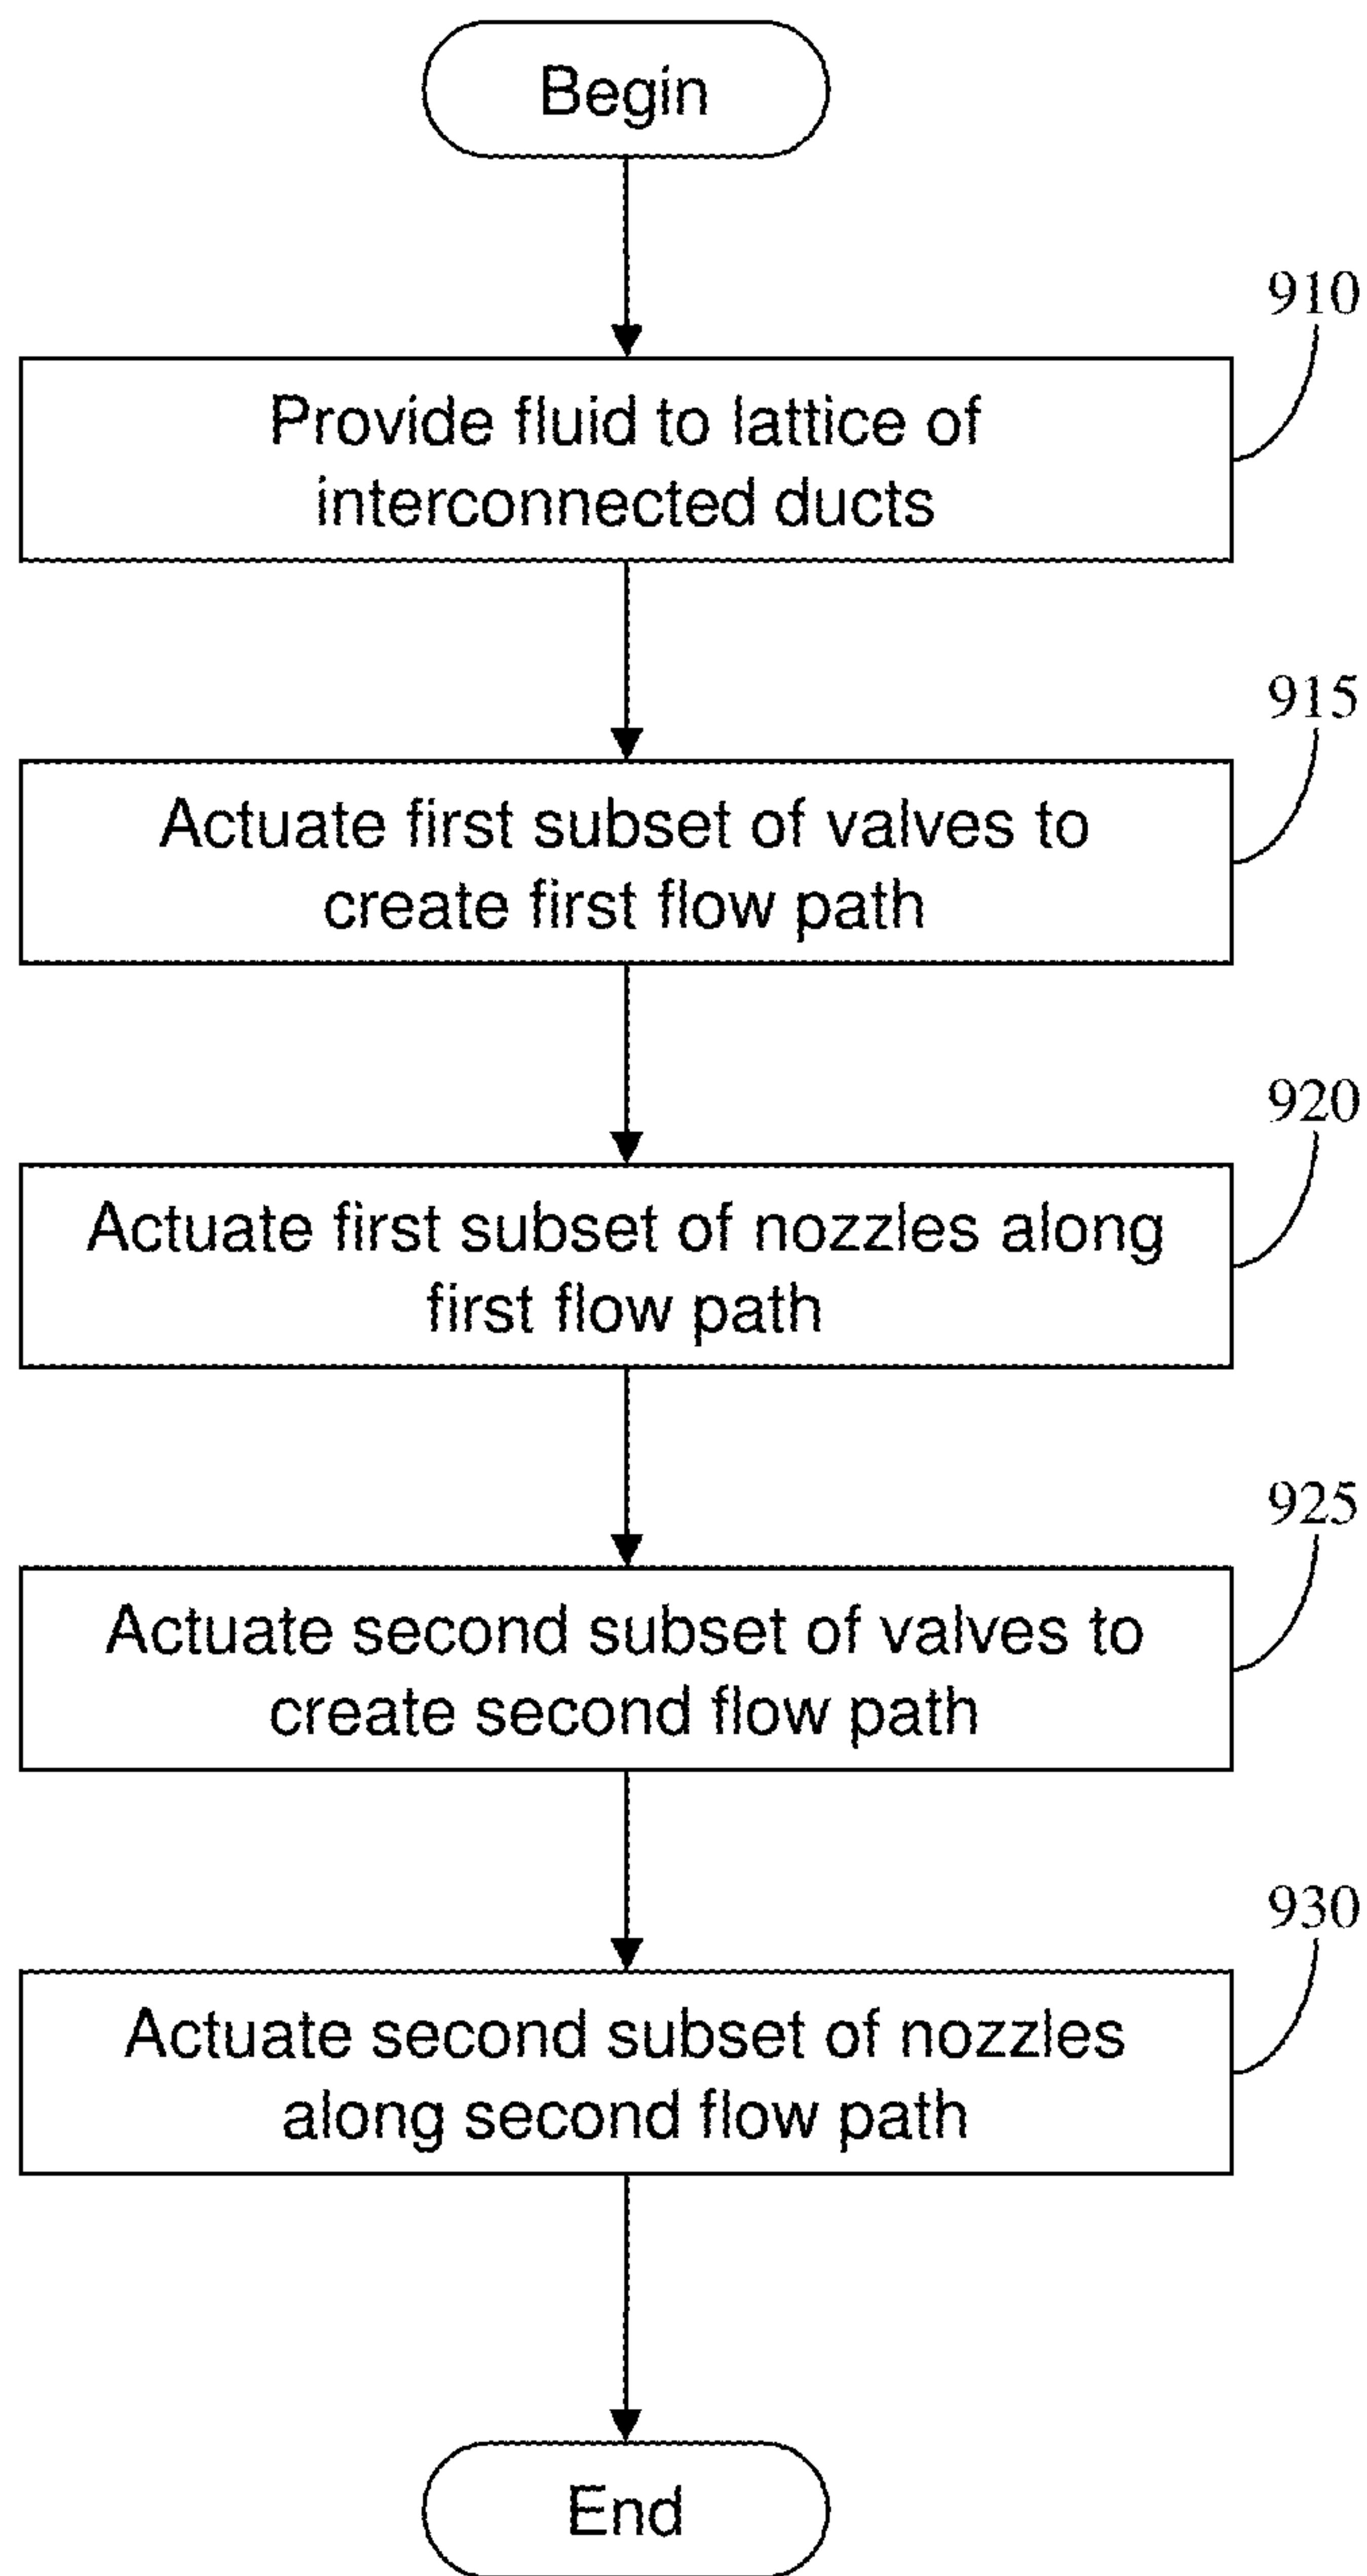 Begin
910
Provide fluid to lattice of
interconnected ducts
915
Actuate first subset of valves to
create first flow path
920
Actuate first subset of nozzles along
first flow path
925
Actuate second subset of valves to
create second flow path
930
Actuate second subset of nozzles
along second flow path
End